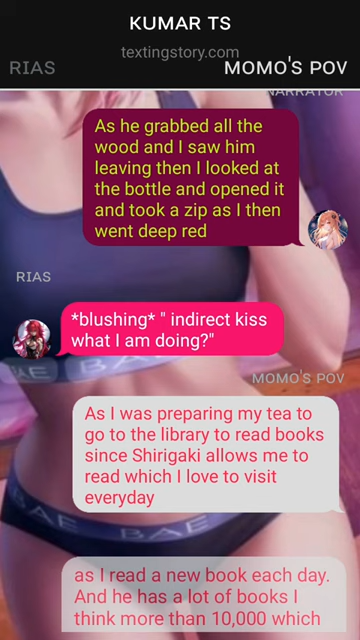 KUMAR TS
textingstory.com
RIAS
MOMO'S POV
NARRATOR
As he grabbed all the
wood and I saw him
leaving then I looked at
the bottle and opened it
and took a zip as I then
went deep red
RIAS
*blushing* " indirect kiss
what I am doing?"
BAE BAE
MOMO'S POV
As I was preparing my tea to
go to the library to read books
since Shirigaki allows me to
read which I love to visit
everyday
BAE BAE
as I read a new book each day.
And he has a lot of books I
think more than 10,000 which